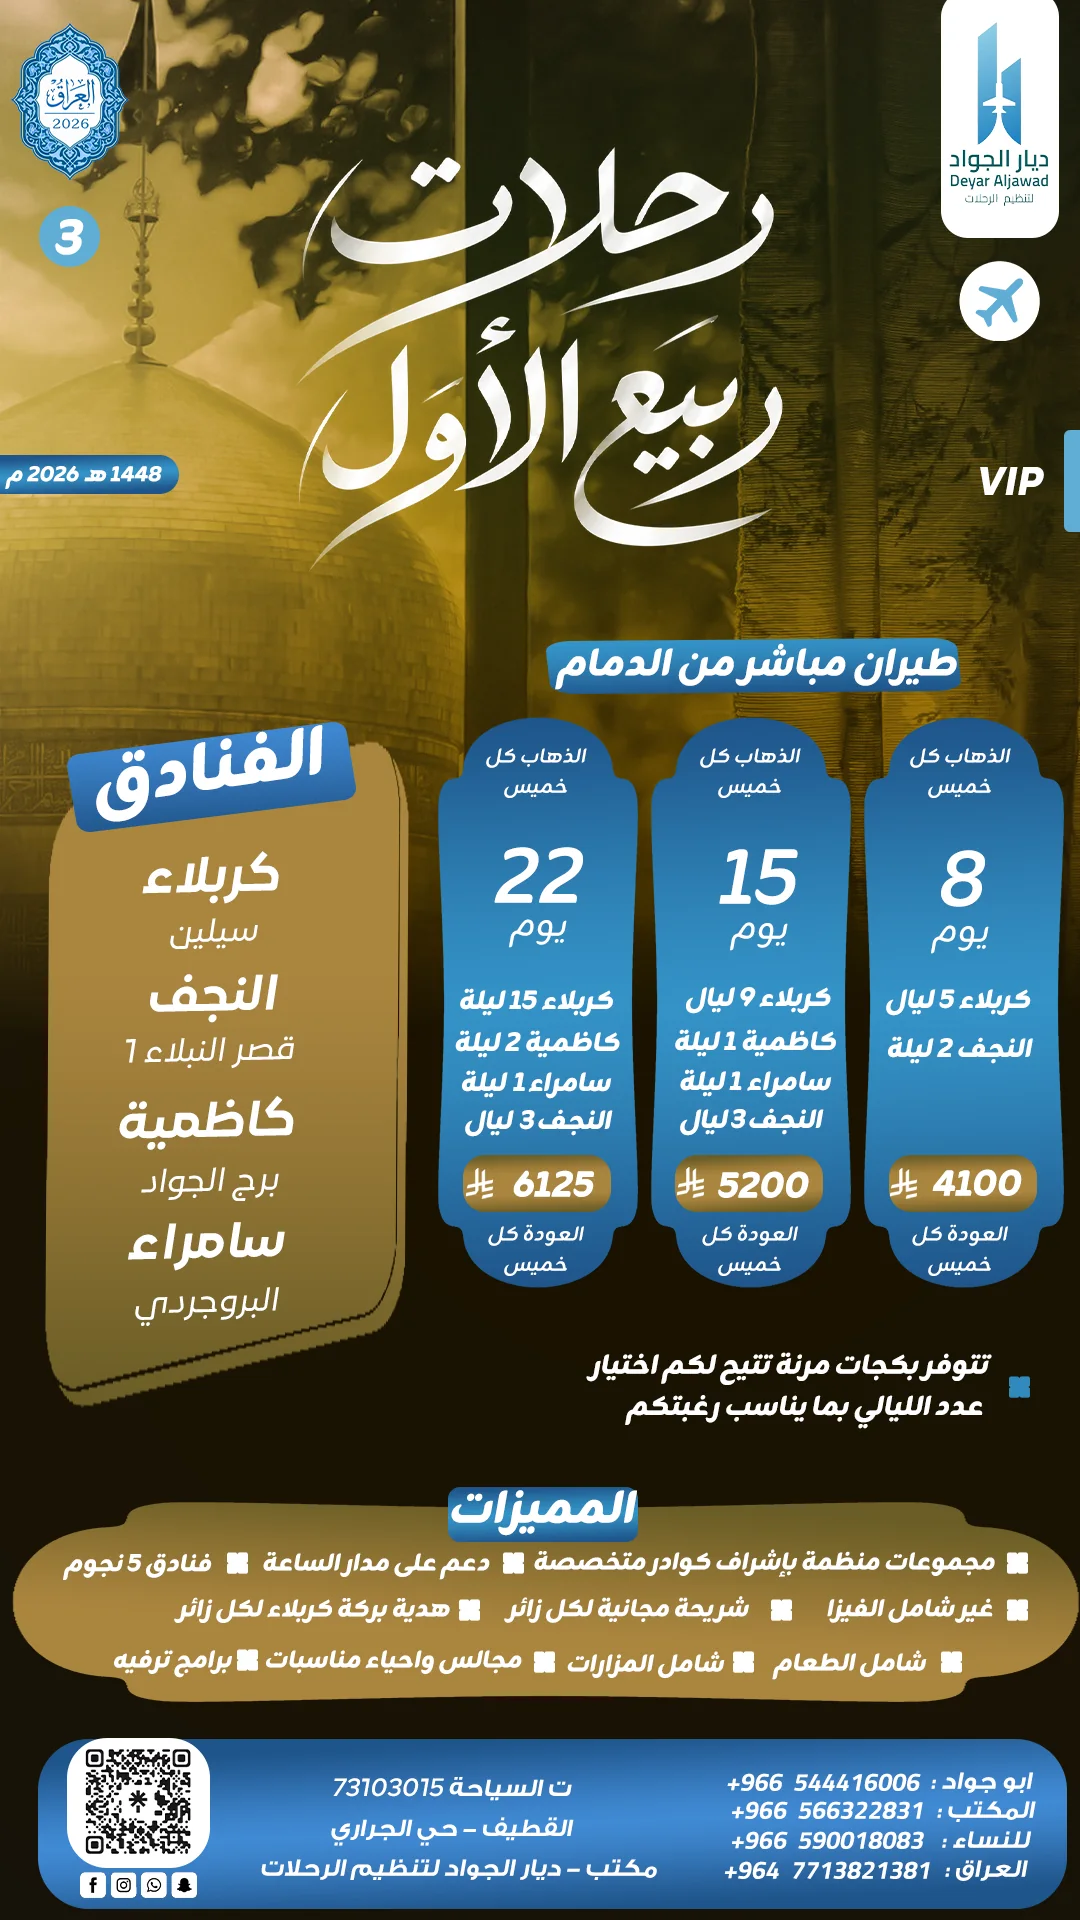 العراق
2026
3
ديار الجواد
Deyar Aljawad
لتنظيم الرحلات
رحلات
ربيع الأول
1448 هـ 2026 م
VIP
طيران مباشر من الدمام
الذهاب كل
خميس
8
يوم
كربلاء 5 ليال
النجف 2 ليلة
4100
العودة كل
خميس
الذهاب كل
خميس
15
يوم
كربلاء 9 ليال
كاظمية 1 ليلة
سامراء 1 ليلة
النجف 3 ليال
5200
العودة كل
خميس
الذهاب كل
خميس
22
يوم
كربلاء 15 ليلة
كاظمية 2 ليلة
سامراء 1 ليلة
النجف 3 ليال
6125
العودة كل
خميس
الفنادق
كربلاء
سيلين
النجف
قصر النبلاء 1
كاظمية
برج الجواد
سامراء
البروجردي
تتوفر بكجات مرنة تتيح لكم اختيار
عدد الليالي بما يناسب رغبتكم
المميزات
مجموعات منظمة بإشراف كوادر متخصصة دعم على مدار الساعة فنادق 5 نجوم
غير شامل الفيزا شريحة مجانية لكل زائر هدية بركة كربلاء لكل زائر
شامل الطعام شامل المزارات مجالس واحياء مناسبات برامج ترفيه
ابو جواد : 544416006 966+
المكتب : 566322831 966+
للنساء : 590018083 966+
العراق : 7713821381 964+
ت السياحة 73103015
القطيف – حي الجراري
مكتب – ديار الجواد لتنظيم الرحلات